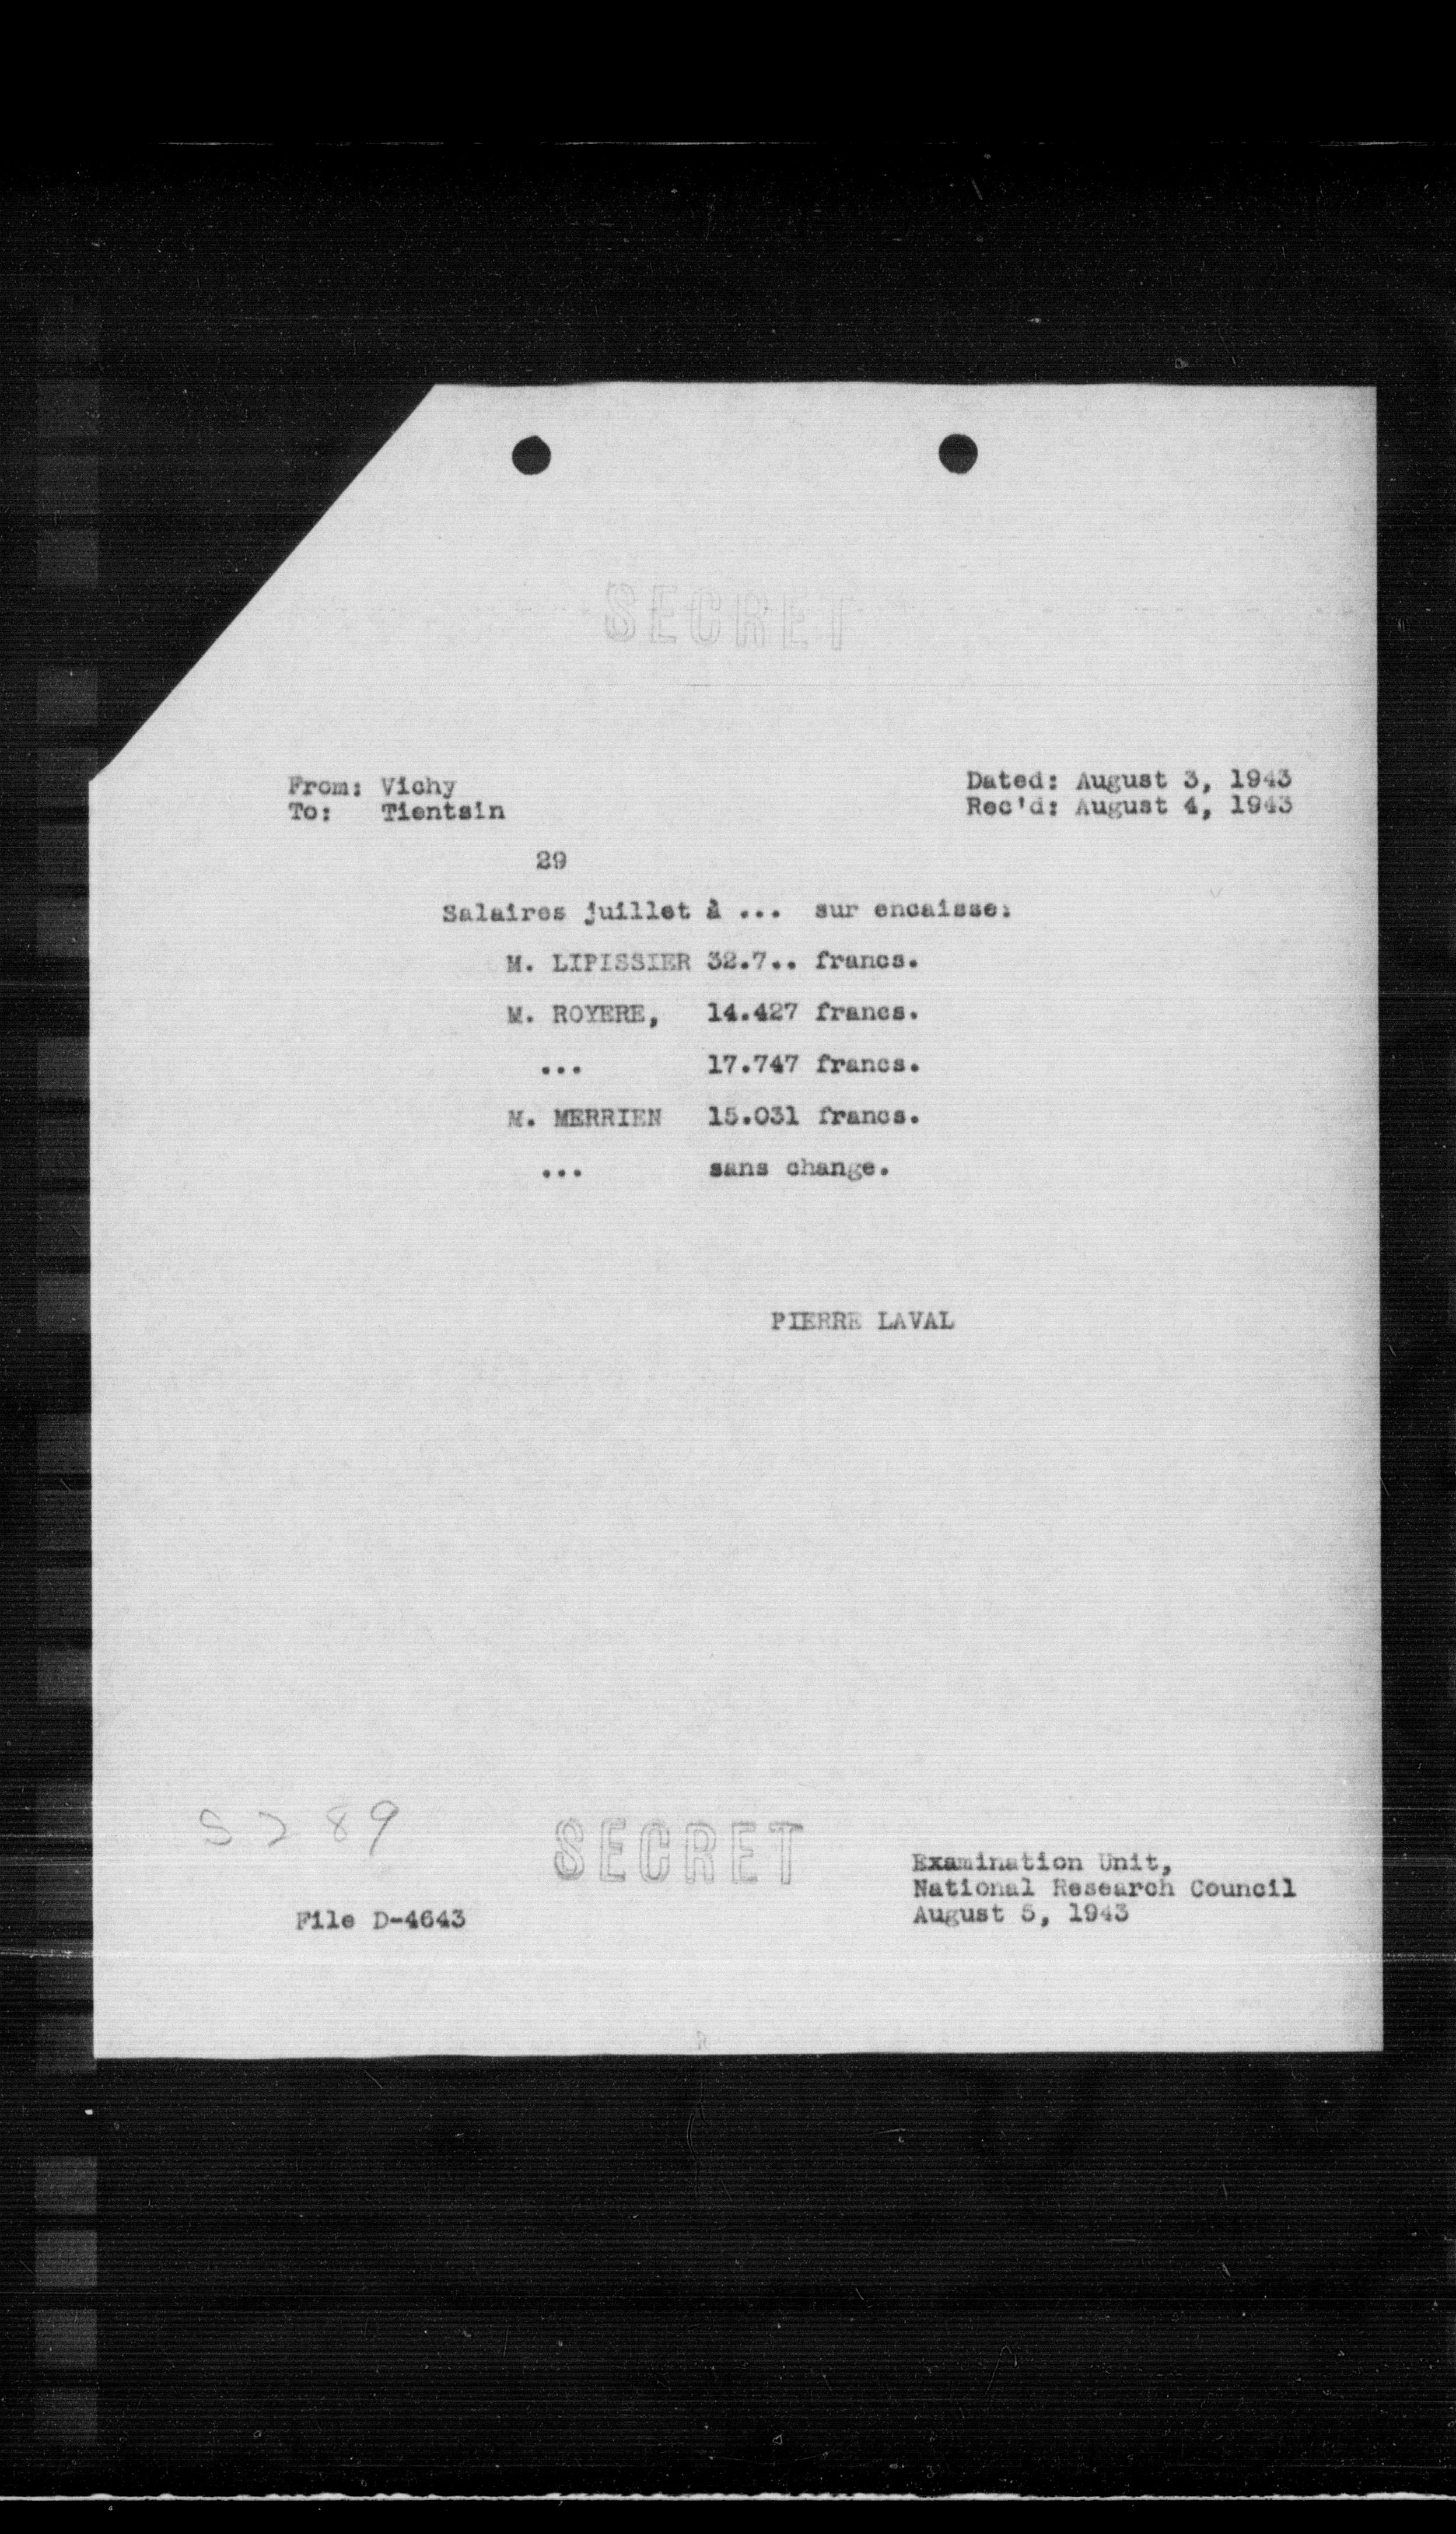 SECRET
From: Vichy
To: Tientsin
Dated: August 3, 1943
Rec'd: August 4, 1943
29
Salaires juillet à ... sur encaisse:
M. LIPISSIER 32.7.. francs.
M. ROYERE, 14.427 francs.
... 17.747 francs.
M. MERRIEN 15.031 francs.
... sans change.
PIERRE LAVAL
5289
SECRET
Examination Unit,
National Research Council
August 5, 1943
File D-4643